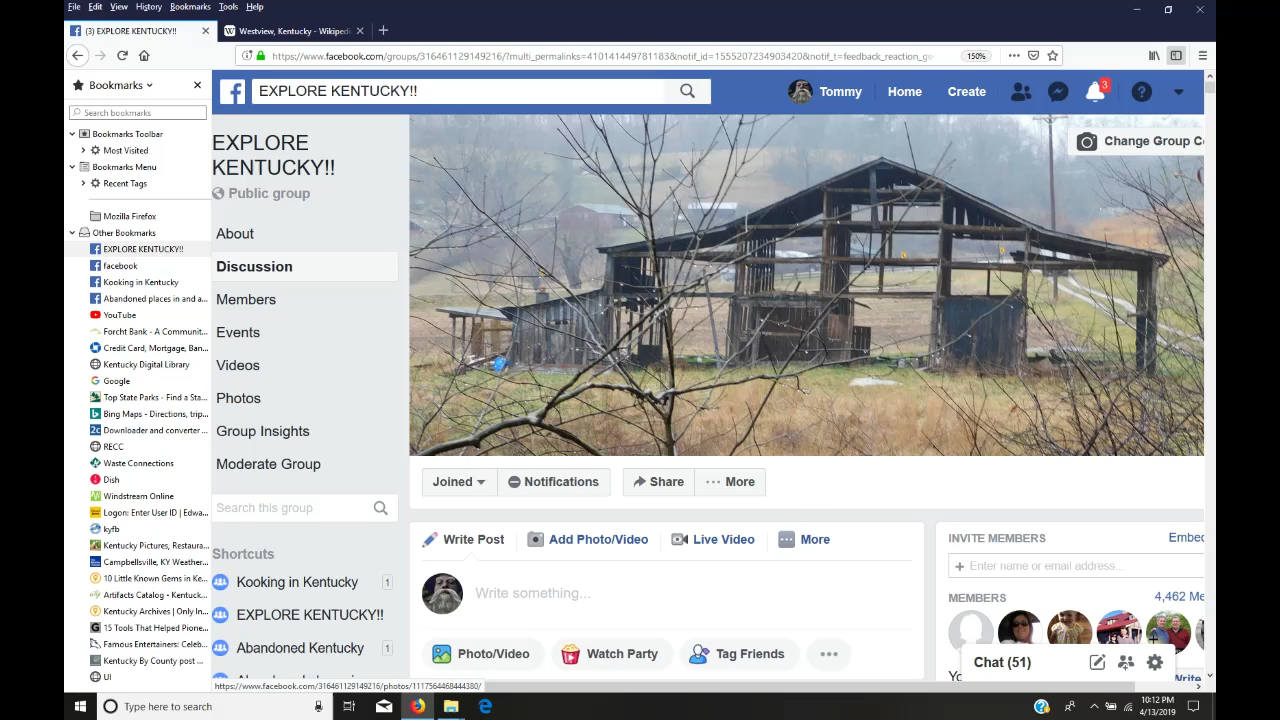 File Edit View History Bookmarks Tools Help
(3) EXPLORE KENTUCKY!!
Westview, Kentucky - Wikiped
https://www.facebook.com/groups/316461129149216/?multi_permalinks=410141449781183&notif_id=1555207234903420&notif_t=feedback_reaction_ge
150%
Bookmarks
Search bookmarks
Bookmarks Toolbar
Most Visited
Bookmarks Menu
Recent Tags
Mozilla Firefox
Other Bookmarks
EXPLORE KENTUCKY!!
facebook
Kooking in Kentucky
Abandoned places in and a...
YouTube
Forcht Bank - A Communit...
Credit Card, Mortgage, Ban...
Kentucky Digital Library
Google
Top State Parks - Find a Sta...
Bing Maps - Directions, trip...
Downloader and converter ...
RECC
Waste Connections
Dish
Windstream Online
Logon: Enter User ID | Edwa...
kyfb
Kentucky Pictures, Restaura...
Campbellsville, KY Weather...
10 Little Known Gems in Ke...
Artifacts Catalog - Kentuck...
Kentucky Archives | Only In...
15 Tools That Helped Pione...
Famous Entertainers: Celeb...
Kentucky By County post ...
UI
EXPLORE KENTUCKY!!
Tommy Home Create
3
EXPLORE
KENTUCKY!!
Public group
About
Discussion
Members
Events
Videos
Photos
Group Insights
Moderate Group
Search this group
Shortcuts
Kooking in Kentucky 1
EXPLORE KENTUCKY!!
Abandoned Kentucky 1
Change Group C
Joined Notifications Share More
Write Post Add Photo/Video Live Video More
Write something...
Photo/Video Watch Party Tag Friends
INVITE MEMBERS Embed
Enter name or email address...
MEMBERS 4,462 Me
Chat (51)
https://www.facebook.com/316461129149216/photos/1117564468444380/
Type here to search
10:12 PM
4/13/2019